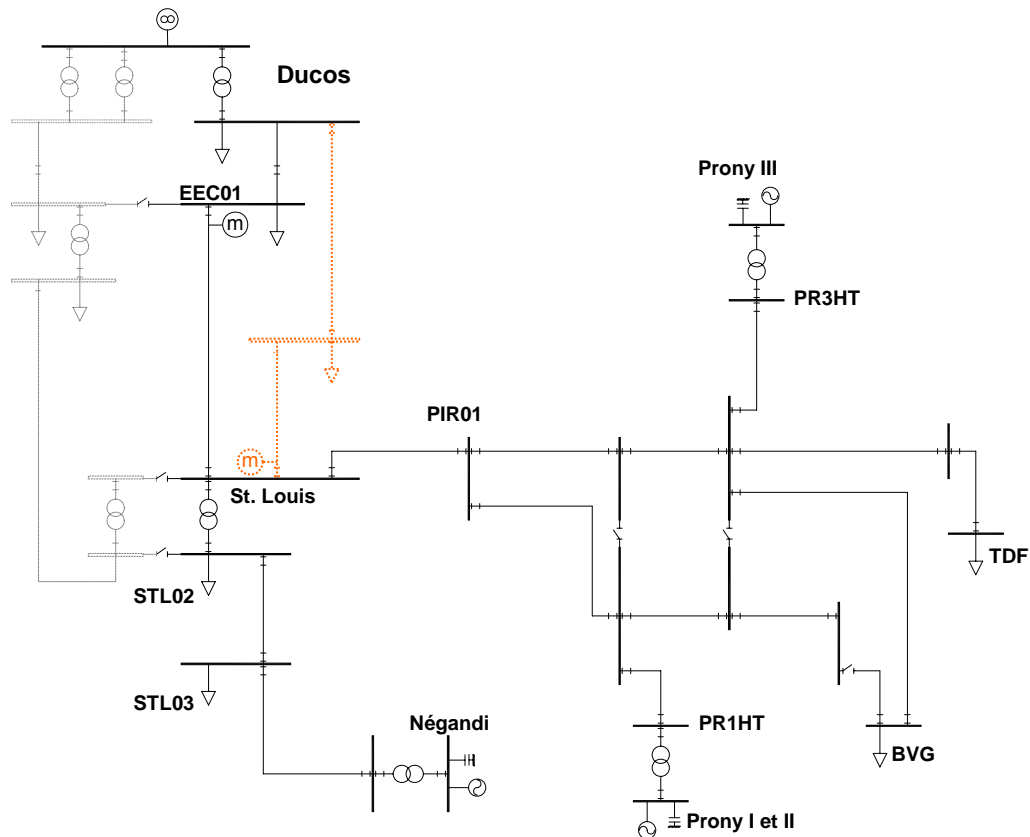 Ducos
Prony III
EEC01
m
PR3HT
PIR01
m
St. Louis
TDF
STL02
STL03
Négandi
PR1HT
BVG
Prony I et II